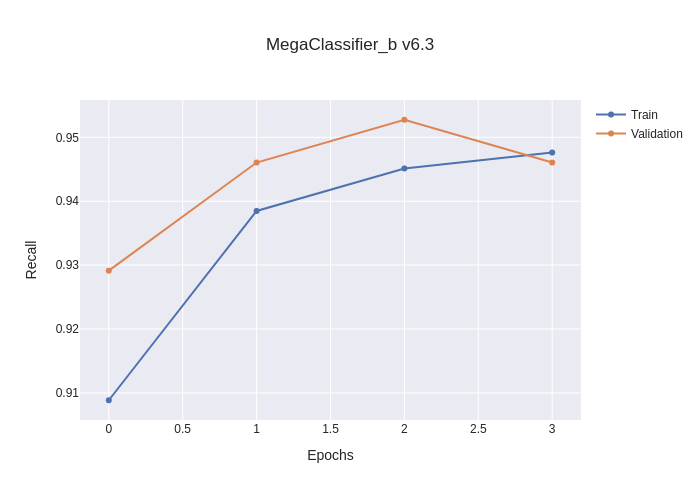 MegaClassifier_b v6.3
Train
Validation
0.95
0.94
0.93
0.92
0.91
Recall
0 0.5 1 1.5 2 2.5 3
Epochs